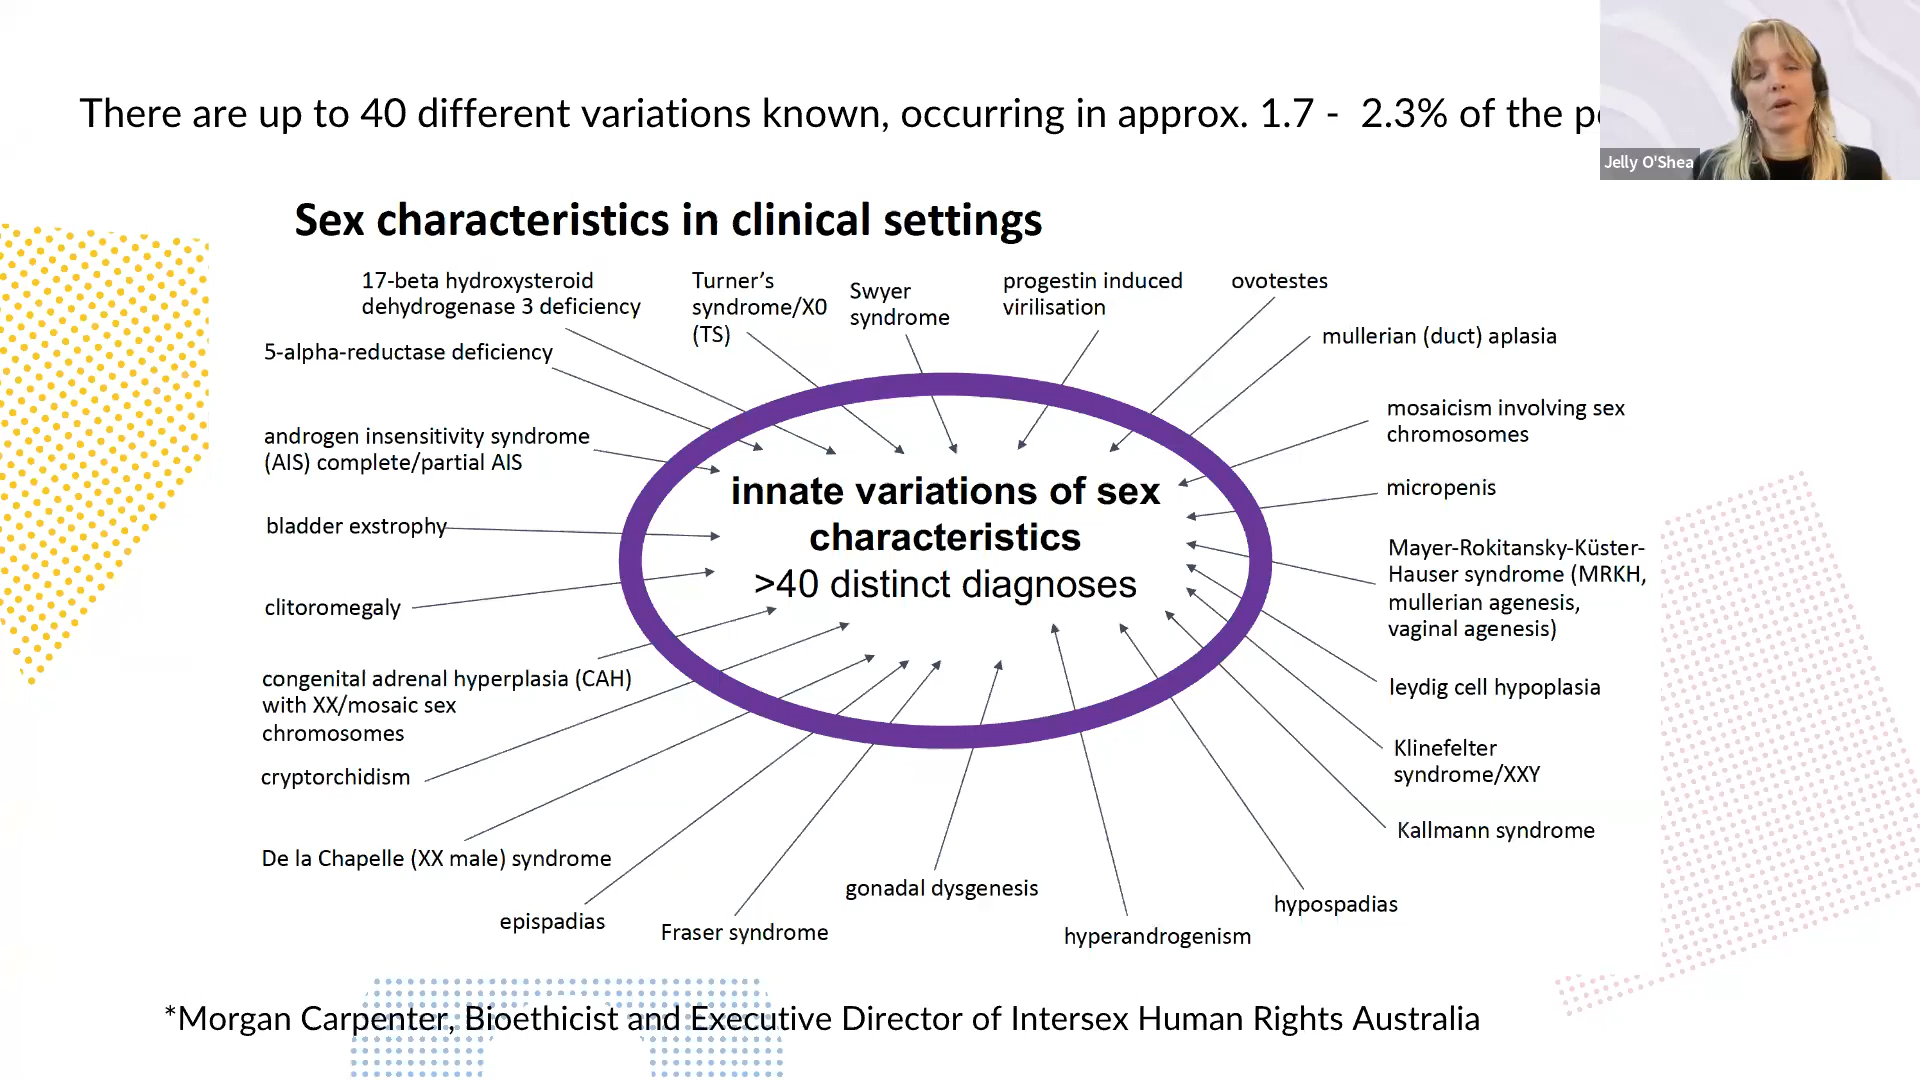 There are up to 40 different variations known, occurring in approx. 1.7 - 2.3% of the
Jelly O'Shea
Sex characteristics in clinical settings
17-beta hydroxysteroid
dehydrogenase 3 deficiency
Turner's
syndrome/X0
(TS)
Swyer
syndrome
progestin induced
virilisation
ovotestes
5-alpha-reductase deficiency
mullerian (duct) aplasia
androgen insensitivity syndrome
(AIS) complete/partial AIS
mosaicism involving sex
chromosomes
bladder exstrophy
micropenis
innate variations of sex
characteristics
>40 distinct diagnoses
clitoromegaly
Mayer-Rokitansky-Küster-
Hauser syndrome (MRKH,
mullerian agenesis,
vaginal agenesis)
congenital adrenal hyperplasia (CAH)
with XX/mosaic sex
chromosomes
leydig cell hypoplasia
cryptorchidism
Klinefelter
syndrome/XXY
De la Chapelle (XX male) syndrome
Kallmann syndrome
epispadias
Fraser syndrome
gonadal dysgenesis
hyperandrogenism
hypospadias
*Morgan Carpenter, Bioethicist and Executive Director of Intersex Human Rights Australia